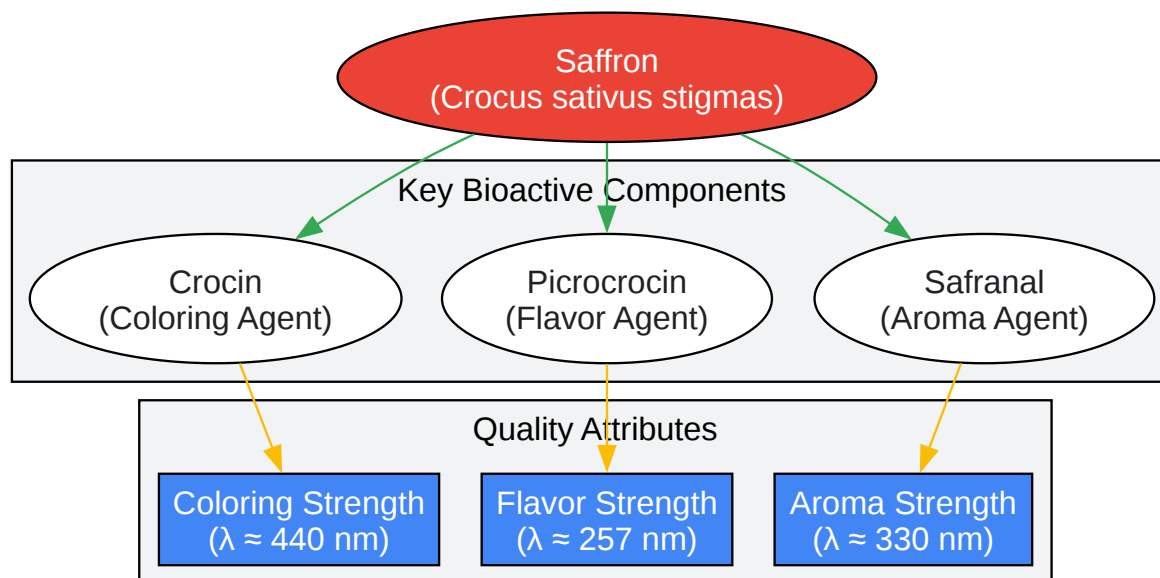 Saffron
(Crocus sativus stigmas)
Key Bioactive Components
Crocin
(Coloring Agent)
Picrocrocin
(Flavor Agent)
Safranal
(Aroma Agent)
Quality Attributes
Coloring Strength
(λ ≈ 440 nm)
Flavor Strength
(λ ≈ 257 nm)
Aroma Strength
(λ ≈ 330 nm)